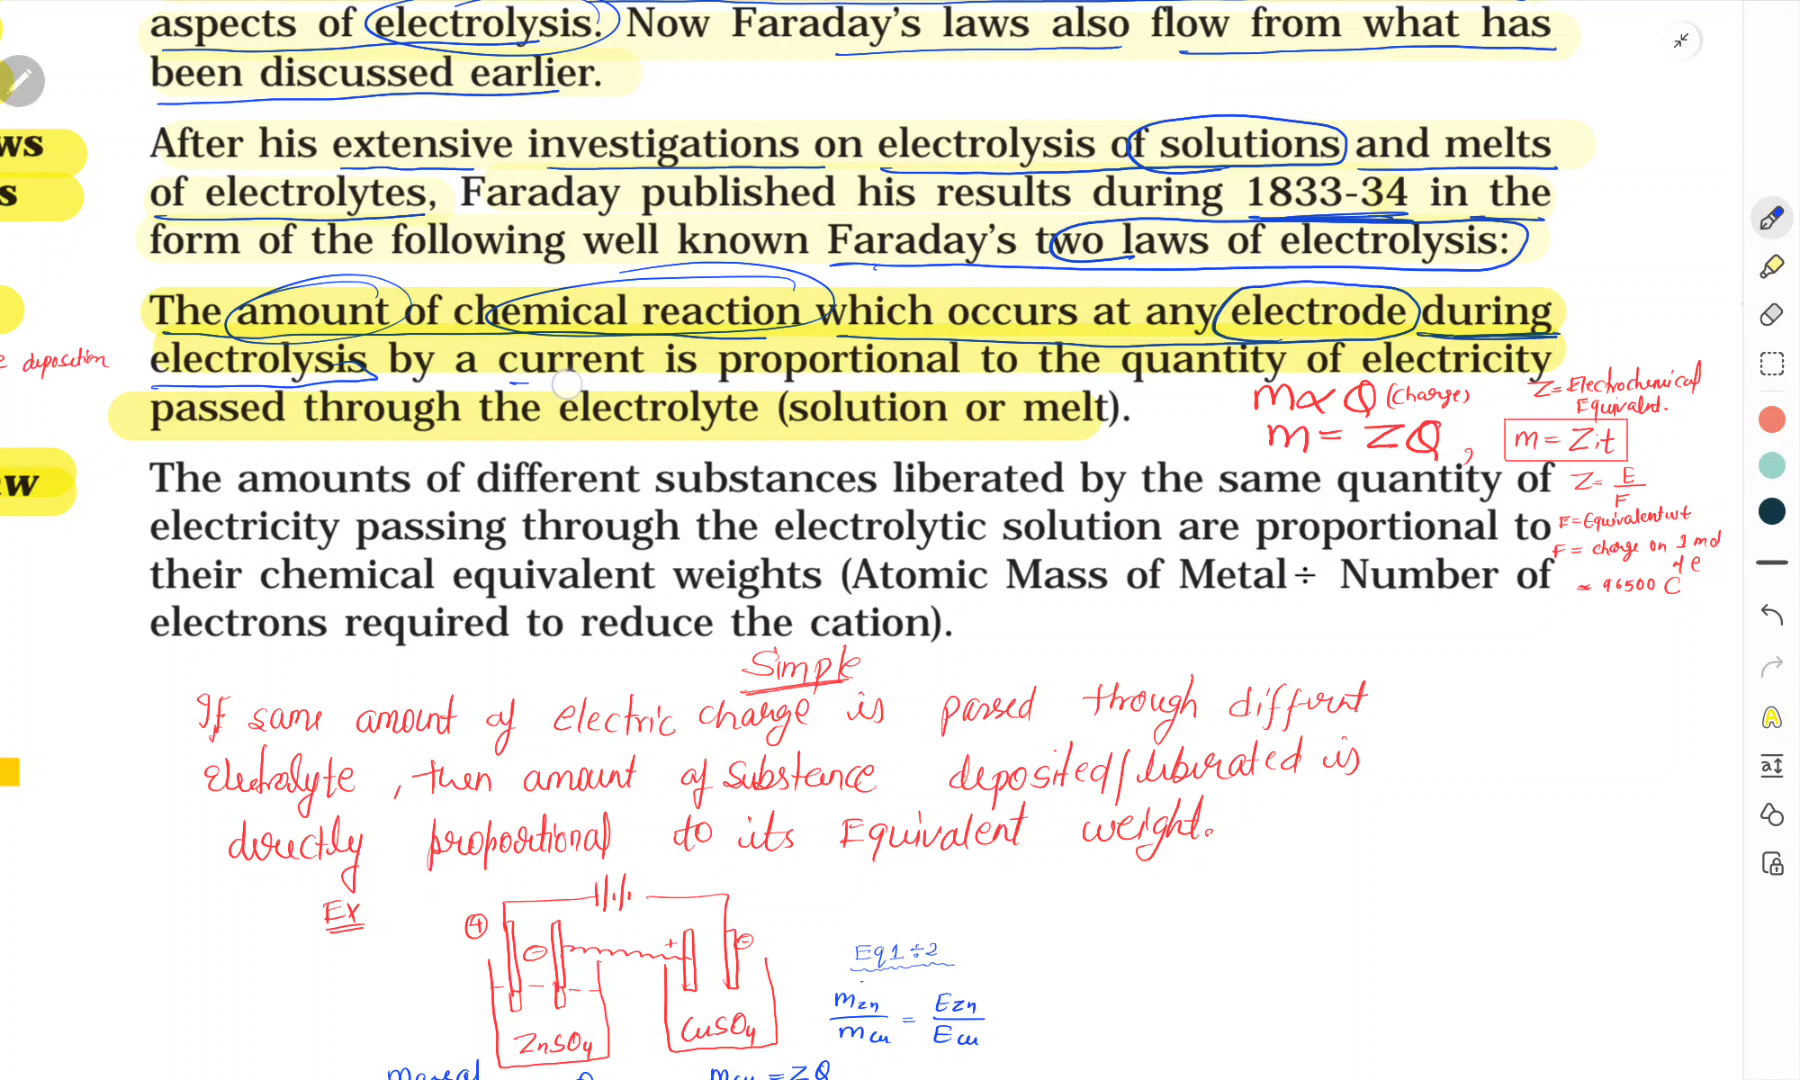 aspects of electrolysis. Now Faraday's laws also flow from what has
been discussed earlier.
ws
After his extensive investigations on electrolysis of solutions and melts
s
of electrolytes, Faraday published his results during 1833-34 in the
form of the following well known Faraday's two laws of electrolysis:
The amount of chemical reaction which occurs at any electrode during
deposition
electrolysis by a current is proportional to the quantity of electricity
passed through the electrolyte (solution or melt).
m∝Q (Charge)
m = ZQ,
Z= Electrochemical
Equivalent.
m = Zit
w
The amounts of different substances liberated by the same quantity of
electricity passing through the electrolytic solution are proportional to
their chemical equivalent weights (Atomic Mass of Metal ÷ Number of
electrons required to reduce the cation).
Z= E/F
E=Equivalent wt
F = charge on 1 mol
of e
≈ 96500 C
Simple
If same amount of electric charge is passed though diffrent
Electrolyte, then amount of substance deposited/liberated is
directly proportional to its Equivalent weight.
Ex
+ − + −
ZnSO4
CuSO4
Eq1÷2
mzn/mcu = Ezn/Ecu
mcu = ZQ